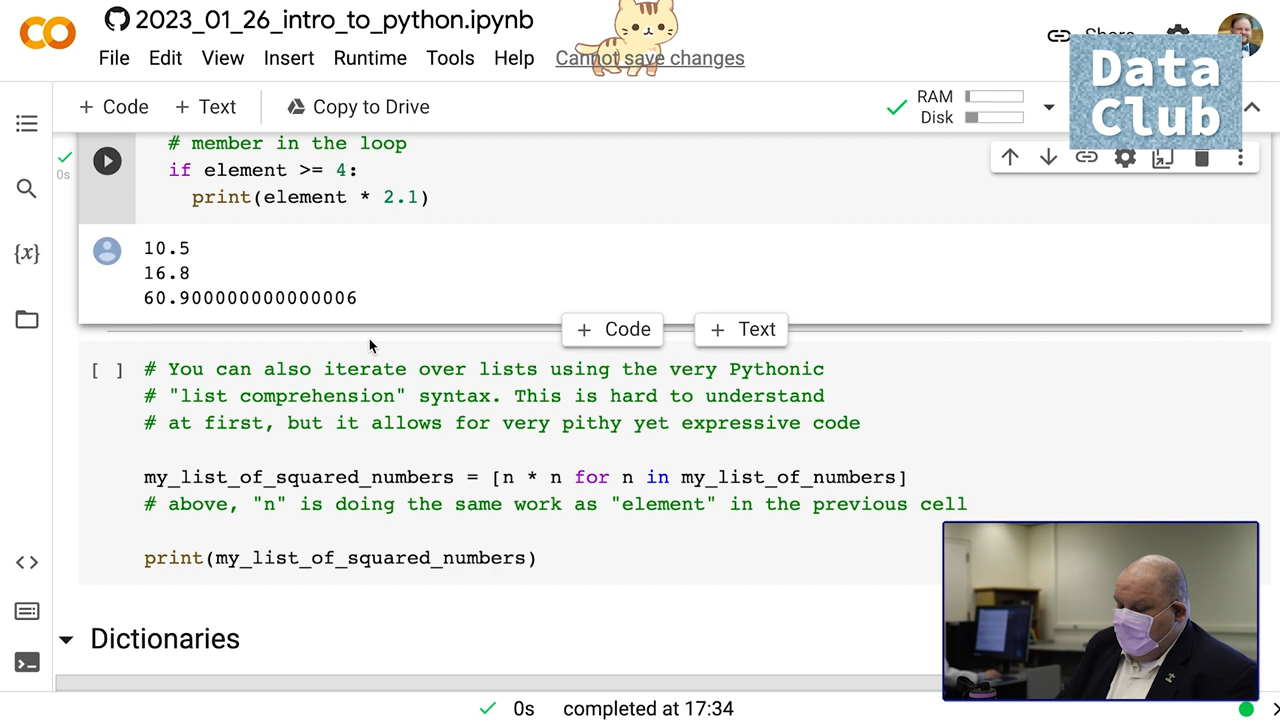 2023_01_26_intro_to_python.ipynb
File Edit View Insert Runtime Tools Help Cannot save changes
Share
Data
Club
+ Code + Text Copy to Drive
RAM
Disk
# member in the loop
if element >= 4:
print(element * 2.1)
0s
10.5
16.8
60.900000000000006
+ Code + Text
{x}
[ ] # You can also iterate over lists using the very Pythonic
# "list comprehension" syntax. This is hard to understand
# at first, but it allows for very pithy yet expressive code
my_list_of_squared_numbers = [n * n for n in my_list_of_numbers]
# above, "n" is doing the same work as "element" in the previous cell
print(my_list_of_squared_numbers)
Dictionaries
0s completed at 17:34